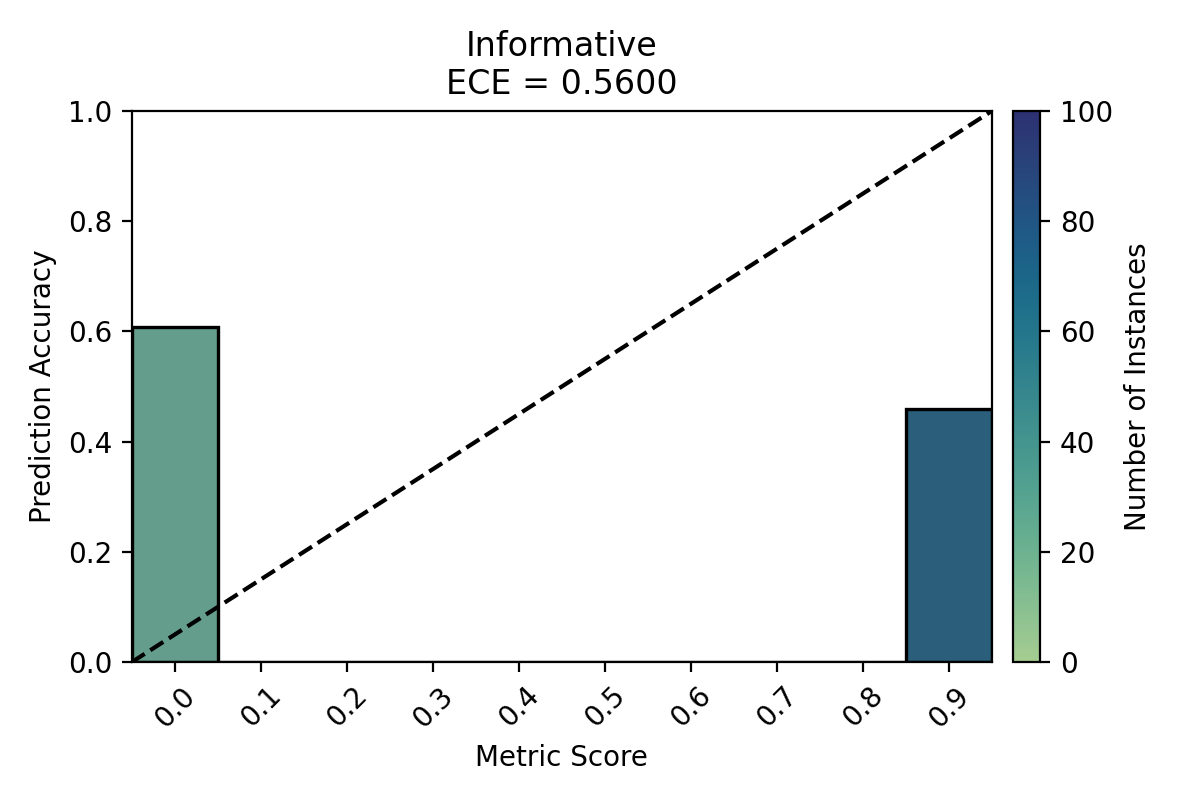 Informative
ECE = 0.5600
1.0
0.8
0.6
0.4
0.2
0.0
Prediction Accuracy
0.0 0.1 0.2 0.3 0.4 0.5 0.6 0.7 0.8 0.9
Metric Score
100
80
60
40
20
0
Number of Instances